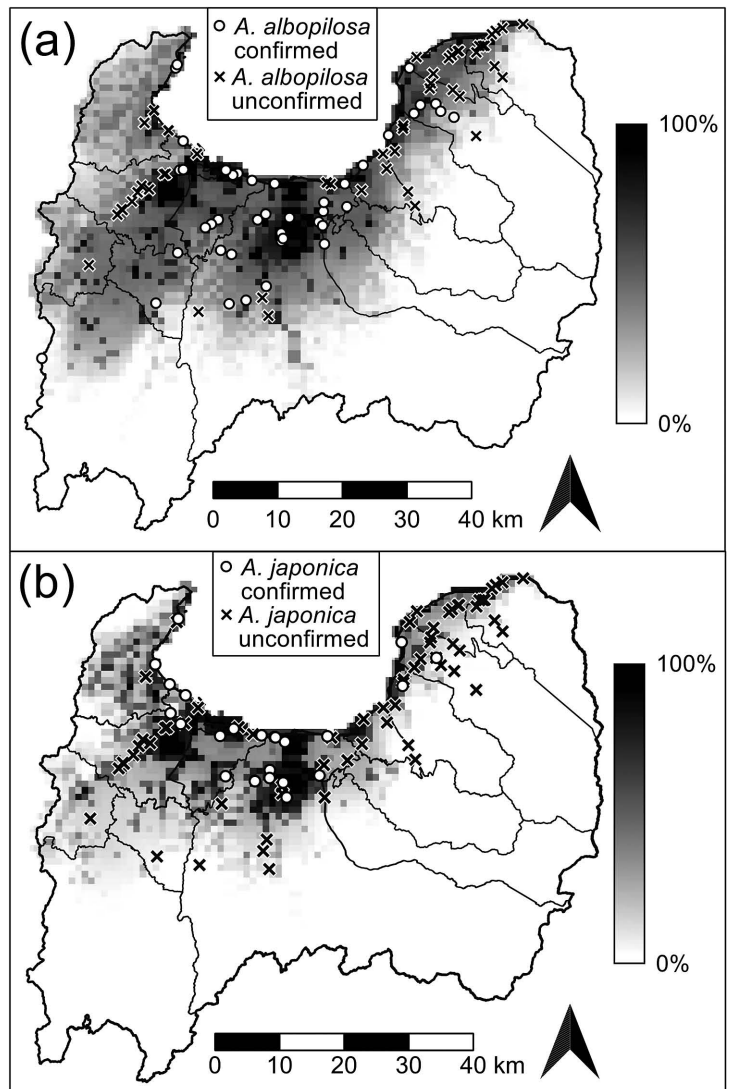 (a)
A. albopilosa
confirmed
A. albopilosa
unconfirmed
100%
0%
0 10 20 30 40 km
(b)
A. japonica
confirmed
A. japonica
unconfirmed
100%
0%
0 10 20 30 40 km